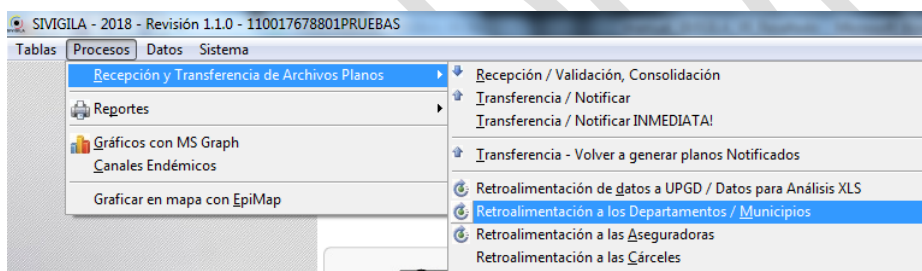 SIVIGILA - 2018 - Revisión 1.1.0 - 110017678801PRUEBAS
Tablas Procesos Datos Sistema
Recepción y Transferencia de Archivos Planos
Reportes
Gráficos con MS Graph
Canales Endémicos
Graficar en mapa con EpiMap
Recepción / Validación, Consolidación
Transferencia / Notificar
Transferencia / Notificar INMEDIATA!
Transferencia - Volver a generar planos Notificados
Retroalimentación de datos a UPGD / Datos para Análisis XLS
Retroalimentación a los Departamentos / Municipios
Retroalimentación a las Aseguradoras
Retroalimentación a las Cárceles